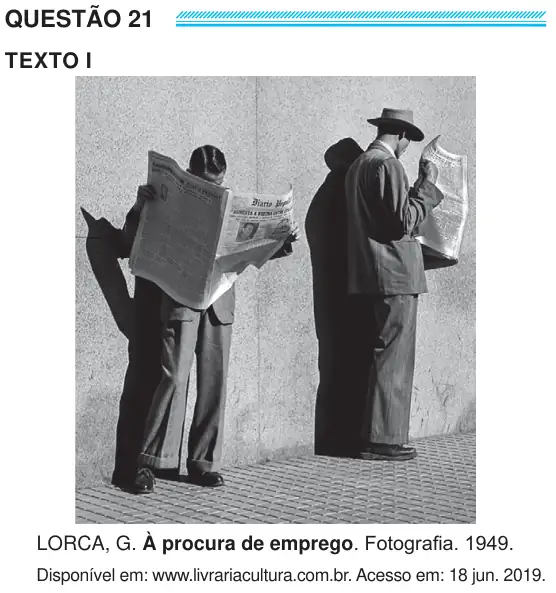 QUESTÃO 21
TEXTO I
Diario
LORCA, G. À procura de emprego. Fotografia. 1949.
Disponível em: www.livrariacultura.com.br. Acesso em: 18 jun. 2019.